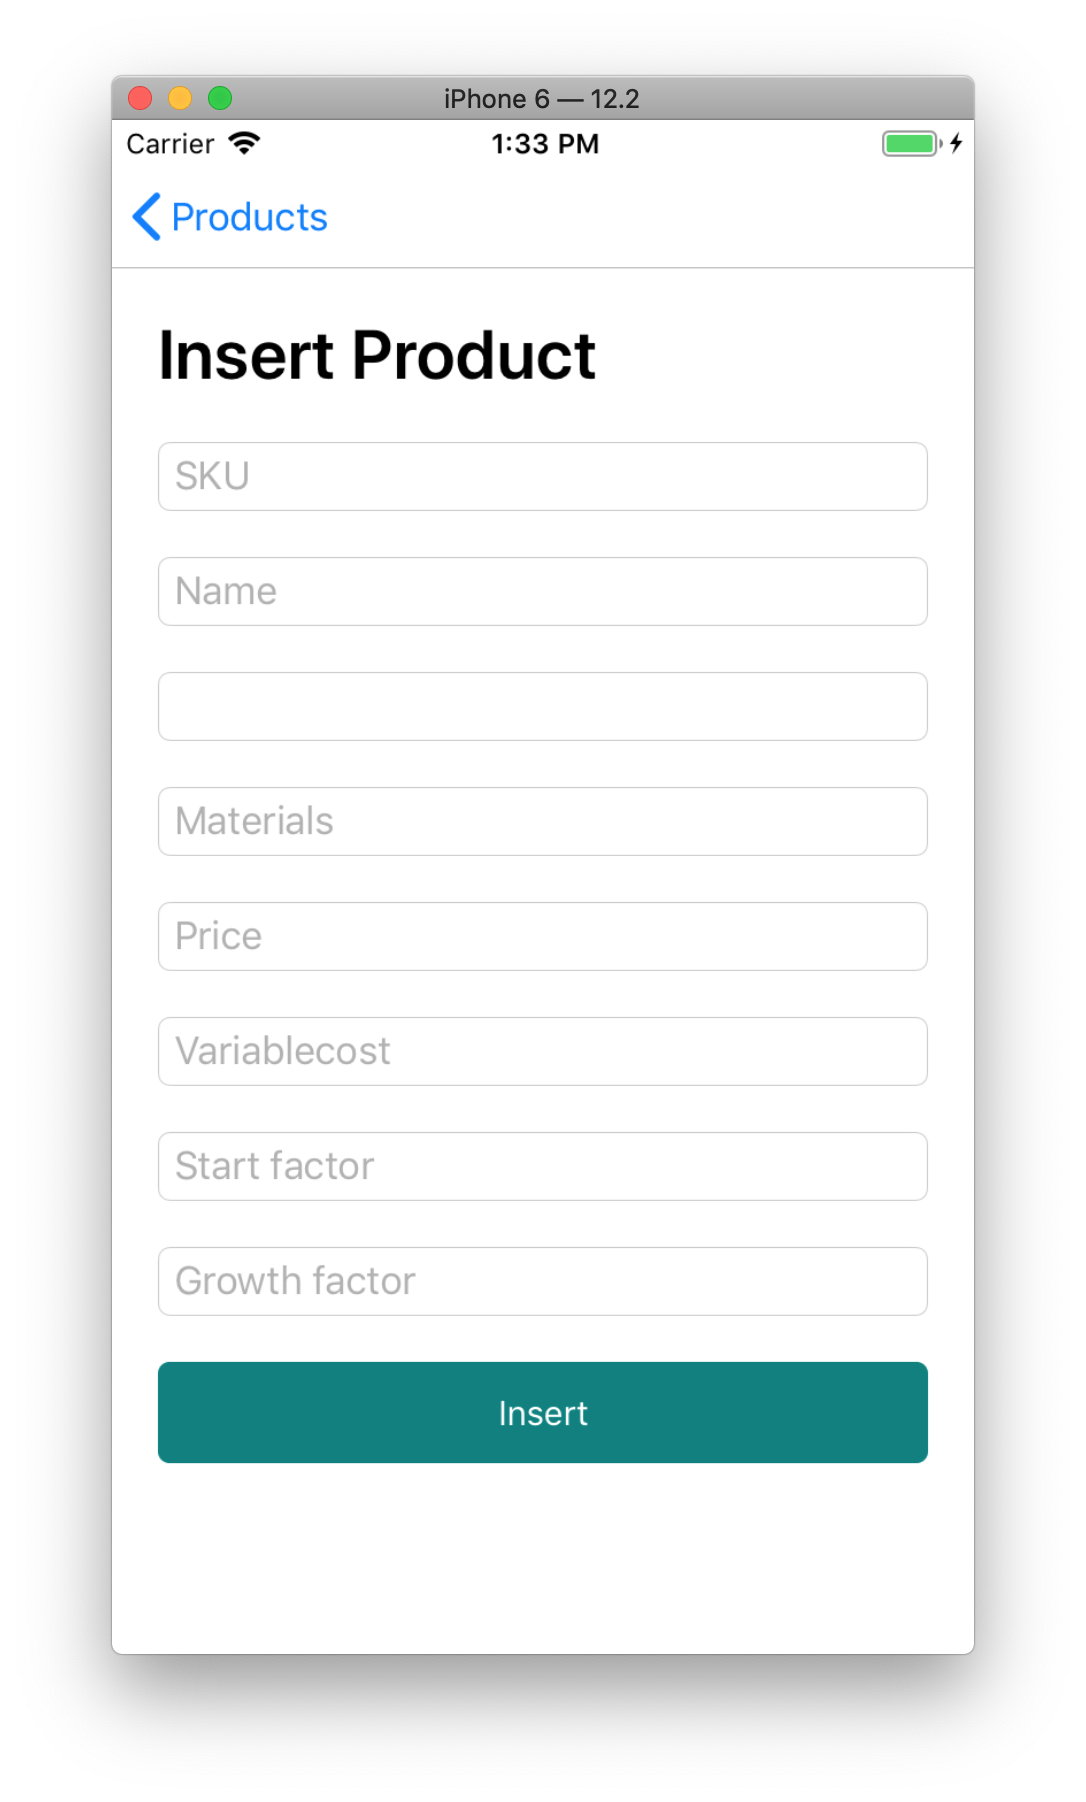 iPhone 6 — 12.2
Carrier 1:33 PM
Products
Insert Product
SKU
Name
Materials
Price
Variablecost
Start factor
Growth factor
Insert